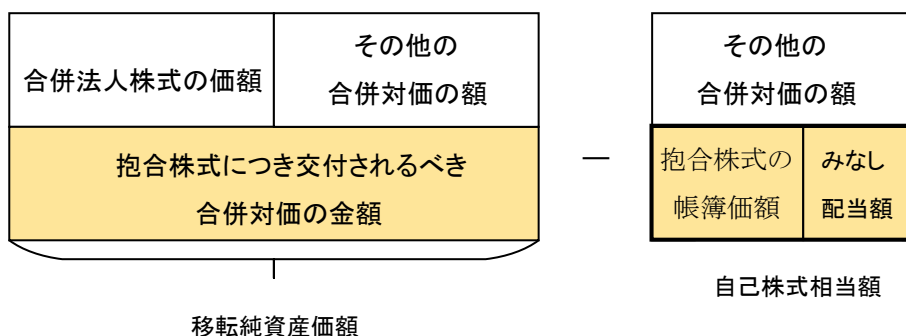 合併法人株式の価額
その他の
合併対価の額
抱合株式につき交付されるべき
合併対価の金額
移転純資産価額
―
その他の
合併対価の額
抱合株式の
帳簿価額
みなし
配当額
自己株式相当額